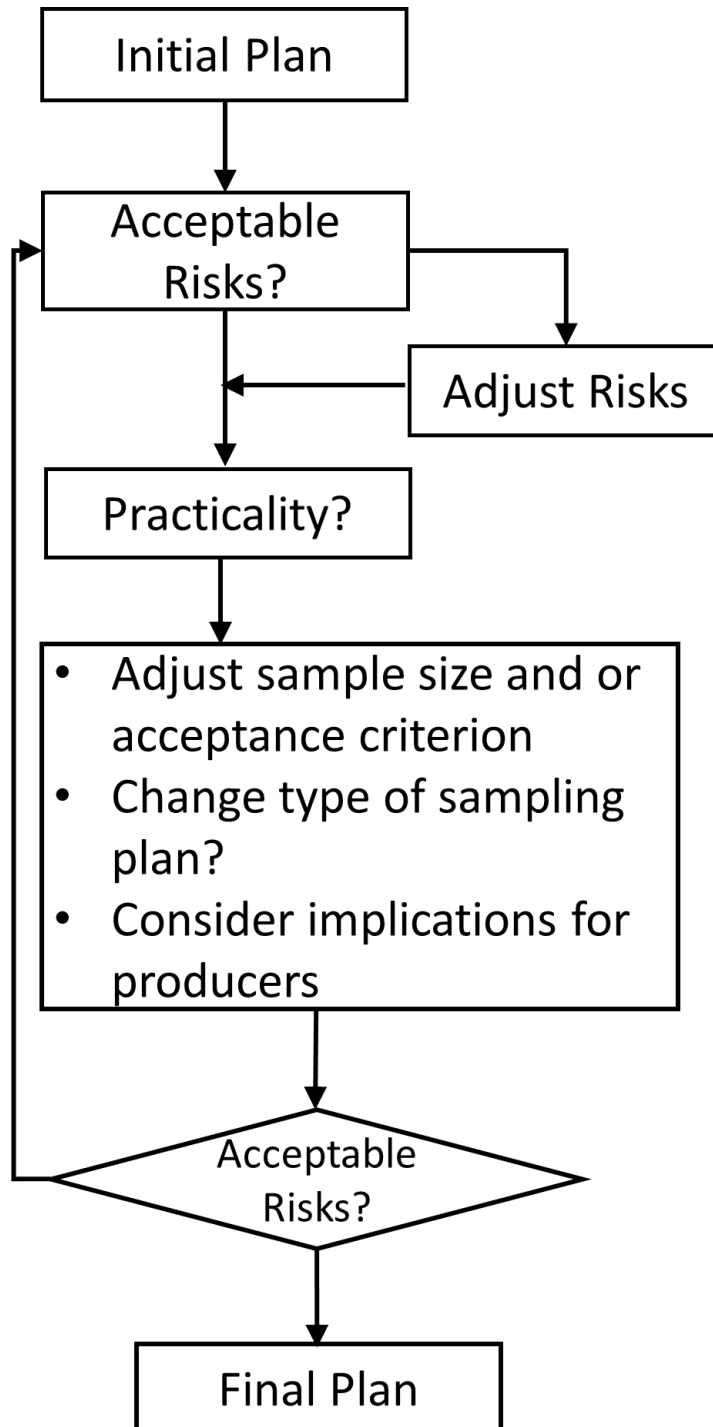 Initial Plan
Acceptable
Risks?
Adjust Risks
Practicality?
• Adjust sample size and or
acceptance criterion
• Change type of sampling
plan?
• Consider implications for
producers
Acceptable
Risks?
Final Plan